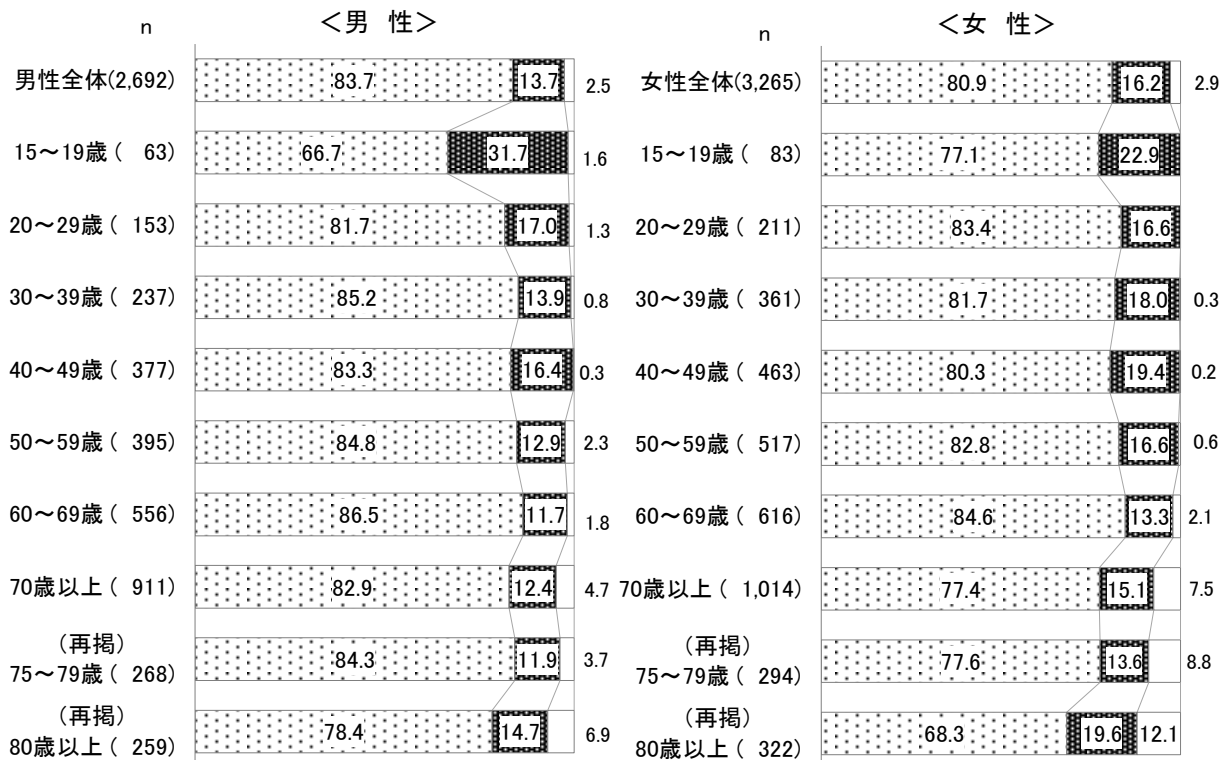 ＜男 性＞
n
男性全体(2,692) 83.7 13.7 2.5
15～19歳( 63) 66.7 31.7 1.6
20～29歳( 153) 81.7 17.0 1.3
30～39歳( 237) 85.2 13.9 0.8
40～49歳( 377) 83.3 16.4 0.3
50～59歳( 395) 84.8 12.9 2.3
60～69歳( 556) 86.5 11.7 1.8
70歳以上( 911) 82.9 12.4 4.7
(再掲)
75～79歳( 268) 84.3 11.9 3.7
(再掲)
80歳以上( 259) 78.4 14.7 6.9
＜女 性＞
n
女性全体(3,265) 80.9 16.2 2.9
15～19歳( 83) 77.1 22.9
20～29歳( 211) 83.4 16.6
30～39歳( 361) 81.7 18.0 0.3
40～49歳( 463) 80.3 19.4 0.2
50～59歳( 517) 82.8 16.6 0.6
60～69歳( 616) 84.6 13.3 2.1
70歳以上( 1,014) 77.4 15.1 7.5
(再掲)
75～79歳( 294) 77.6 13.6 8.8
(再掲)
80歳以上( 322) 68.3 19.6 12.1